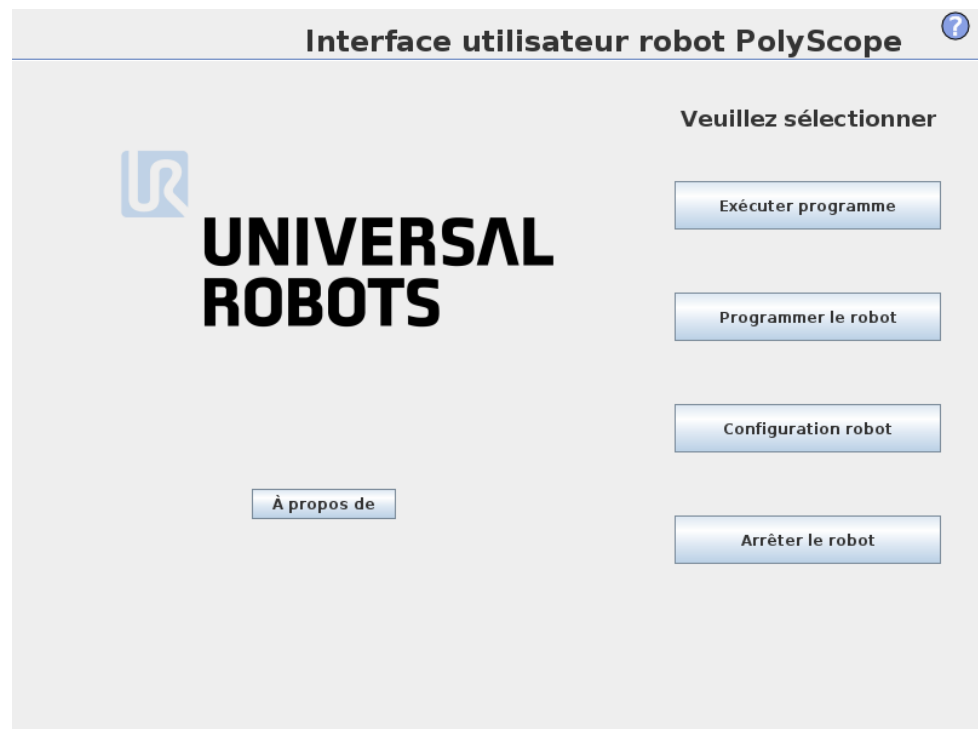 Interface utilisateur robot PolyScope
?
Veuillez sélectionner
UR
UNIVERSAL
ROBOTS
Exécuter programme
Programmer le robot
Configuration robot
À propos de
Arrêter le robot